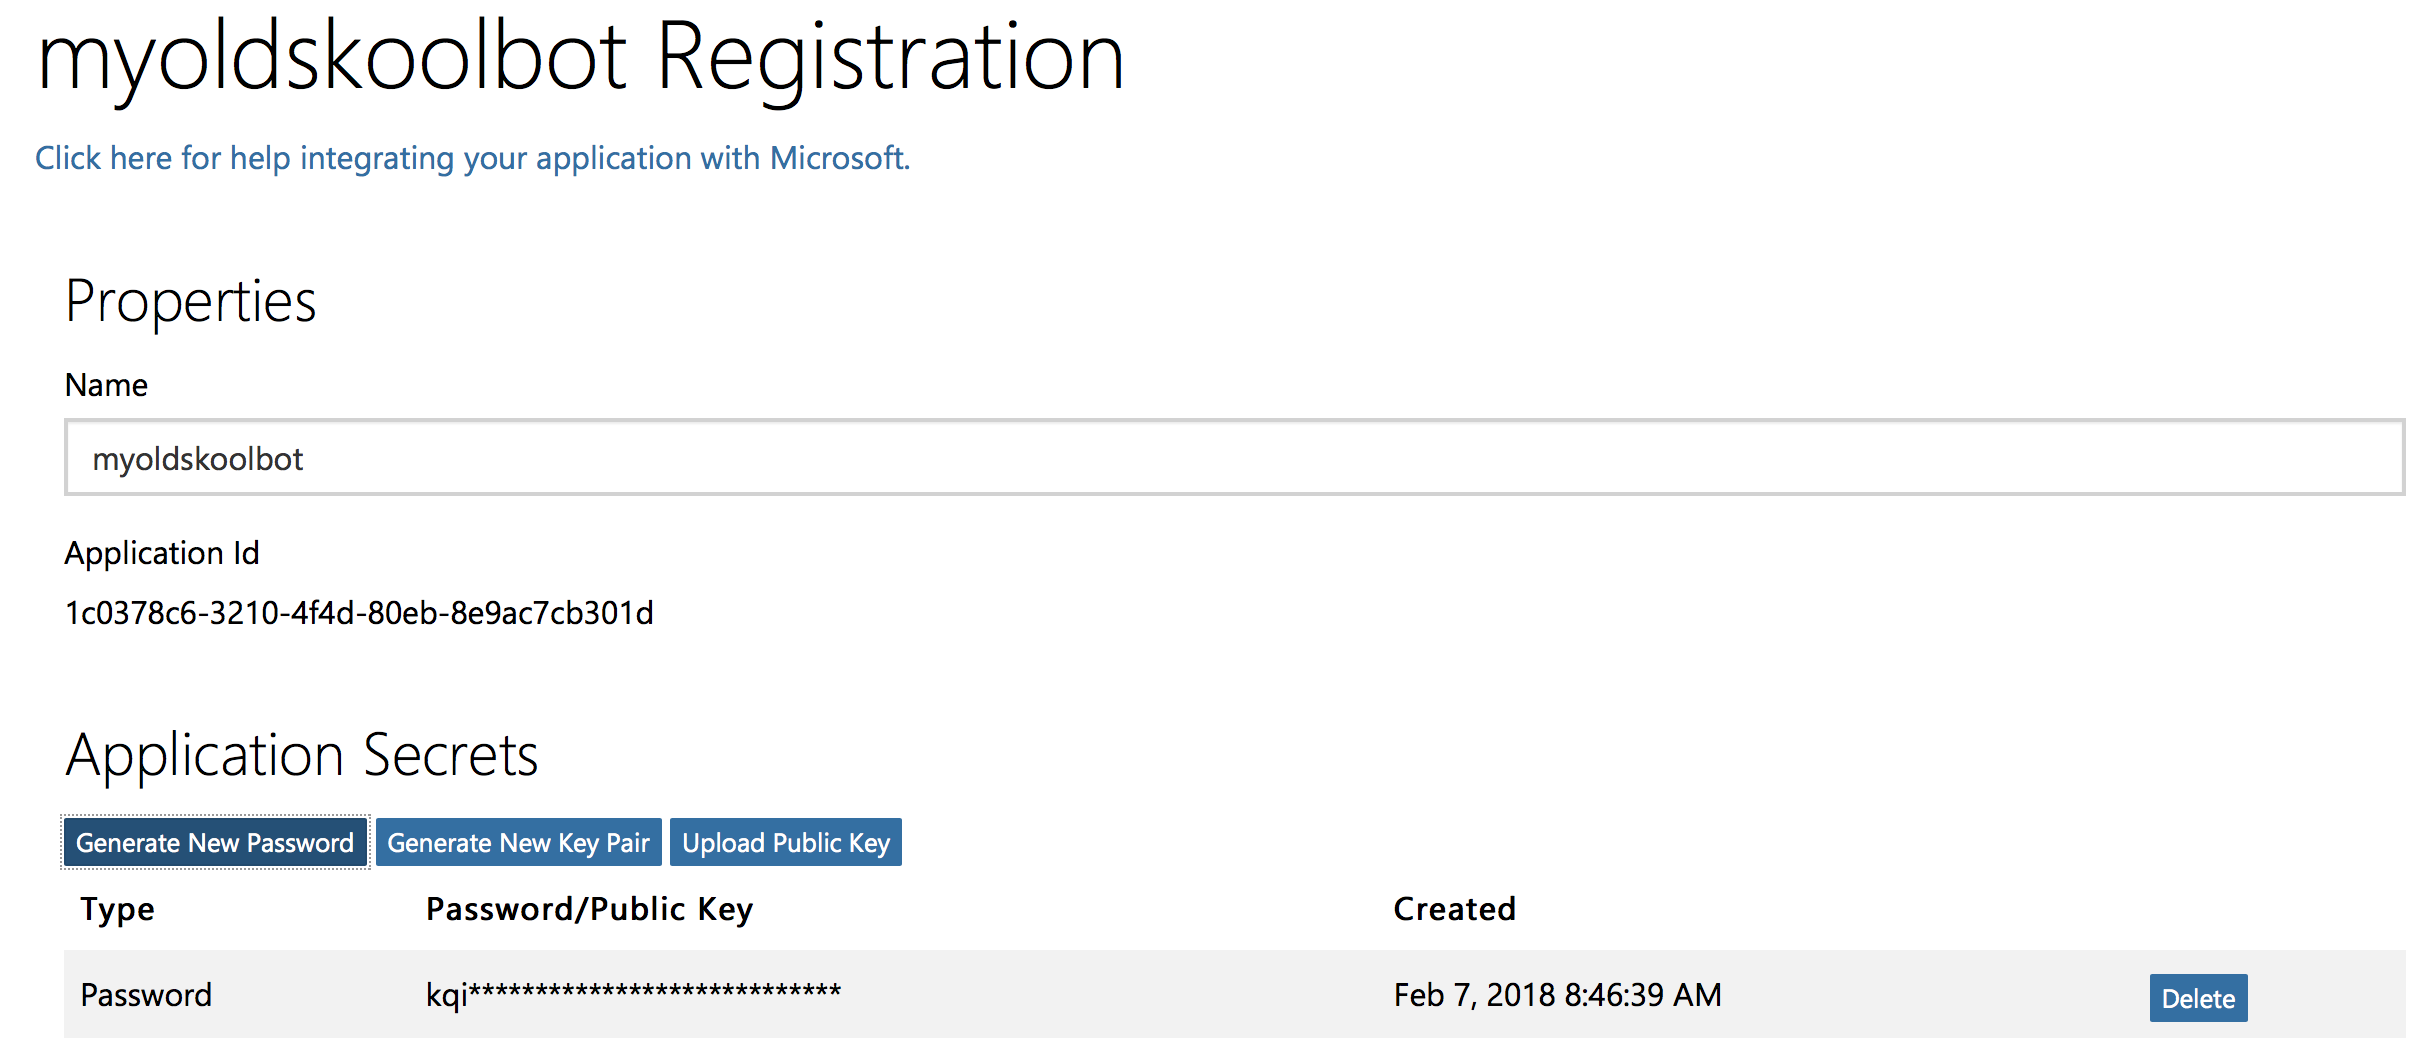 myoldskoolbot Registration
Click here for help integrating your application with Microsoft.
Properties
Name
myoldskoolbot
Application Id
1c0378c6-3210-4f4d-80eb-8e9ac7cb301d
Application Secrets
Generate New Password Generate New Key Pair Upload Public Key
Type Password/Public Key Created
Password kqi**************************** Feb 7, 2018 8:46:39 AM Delete